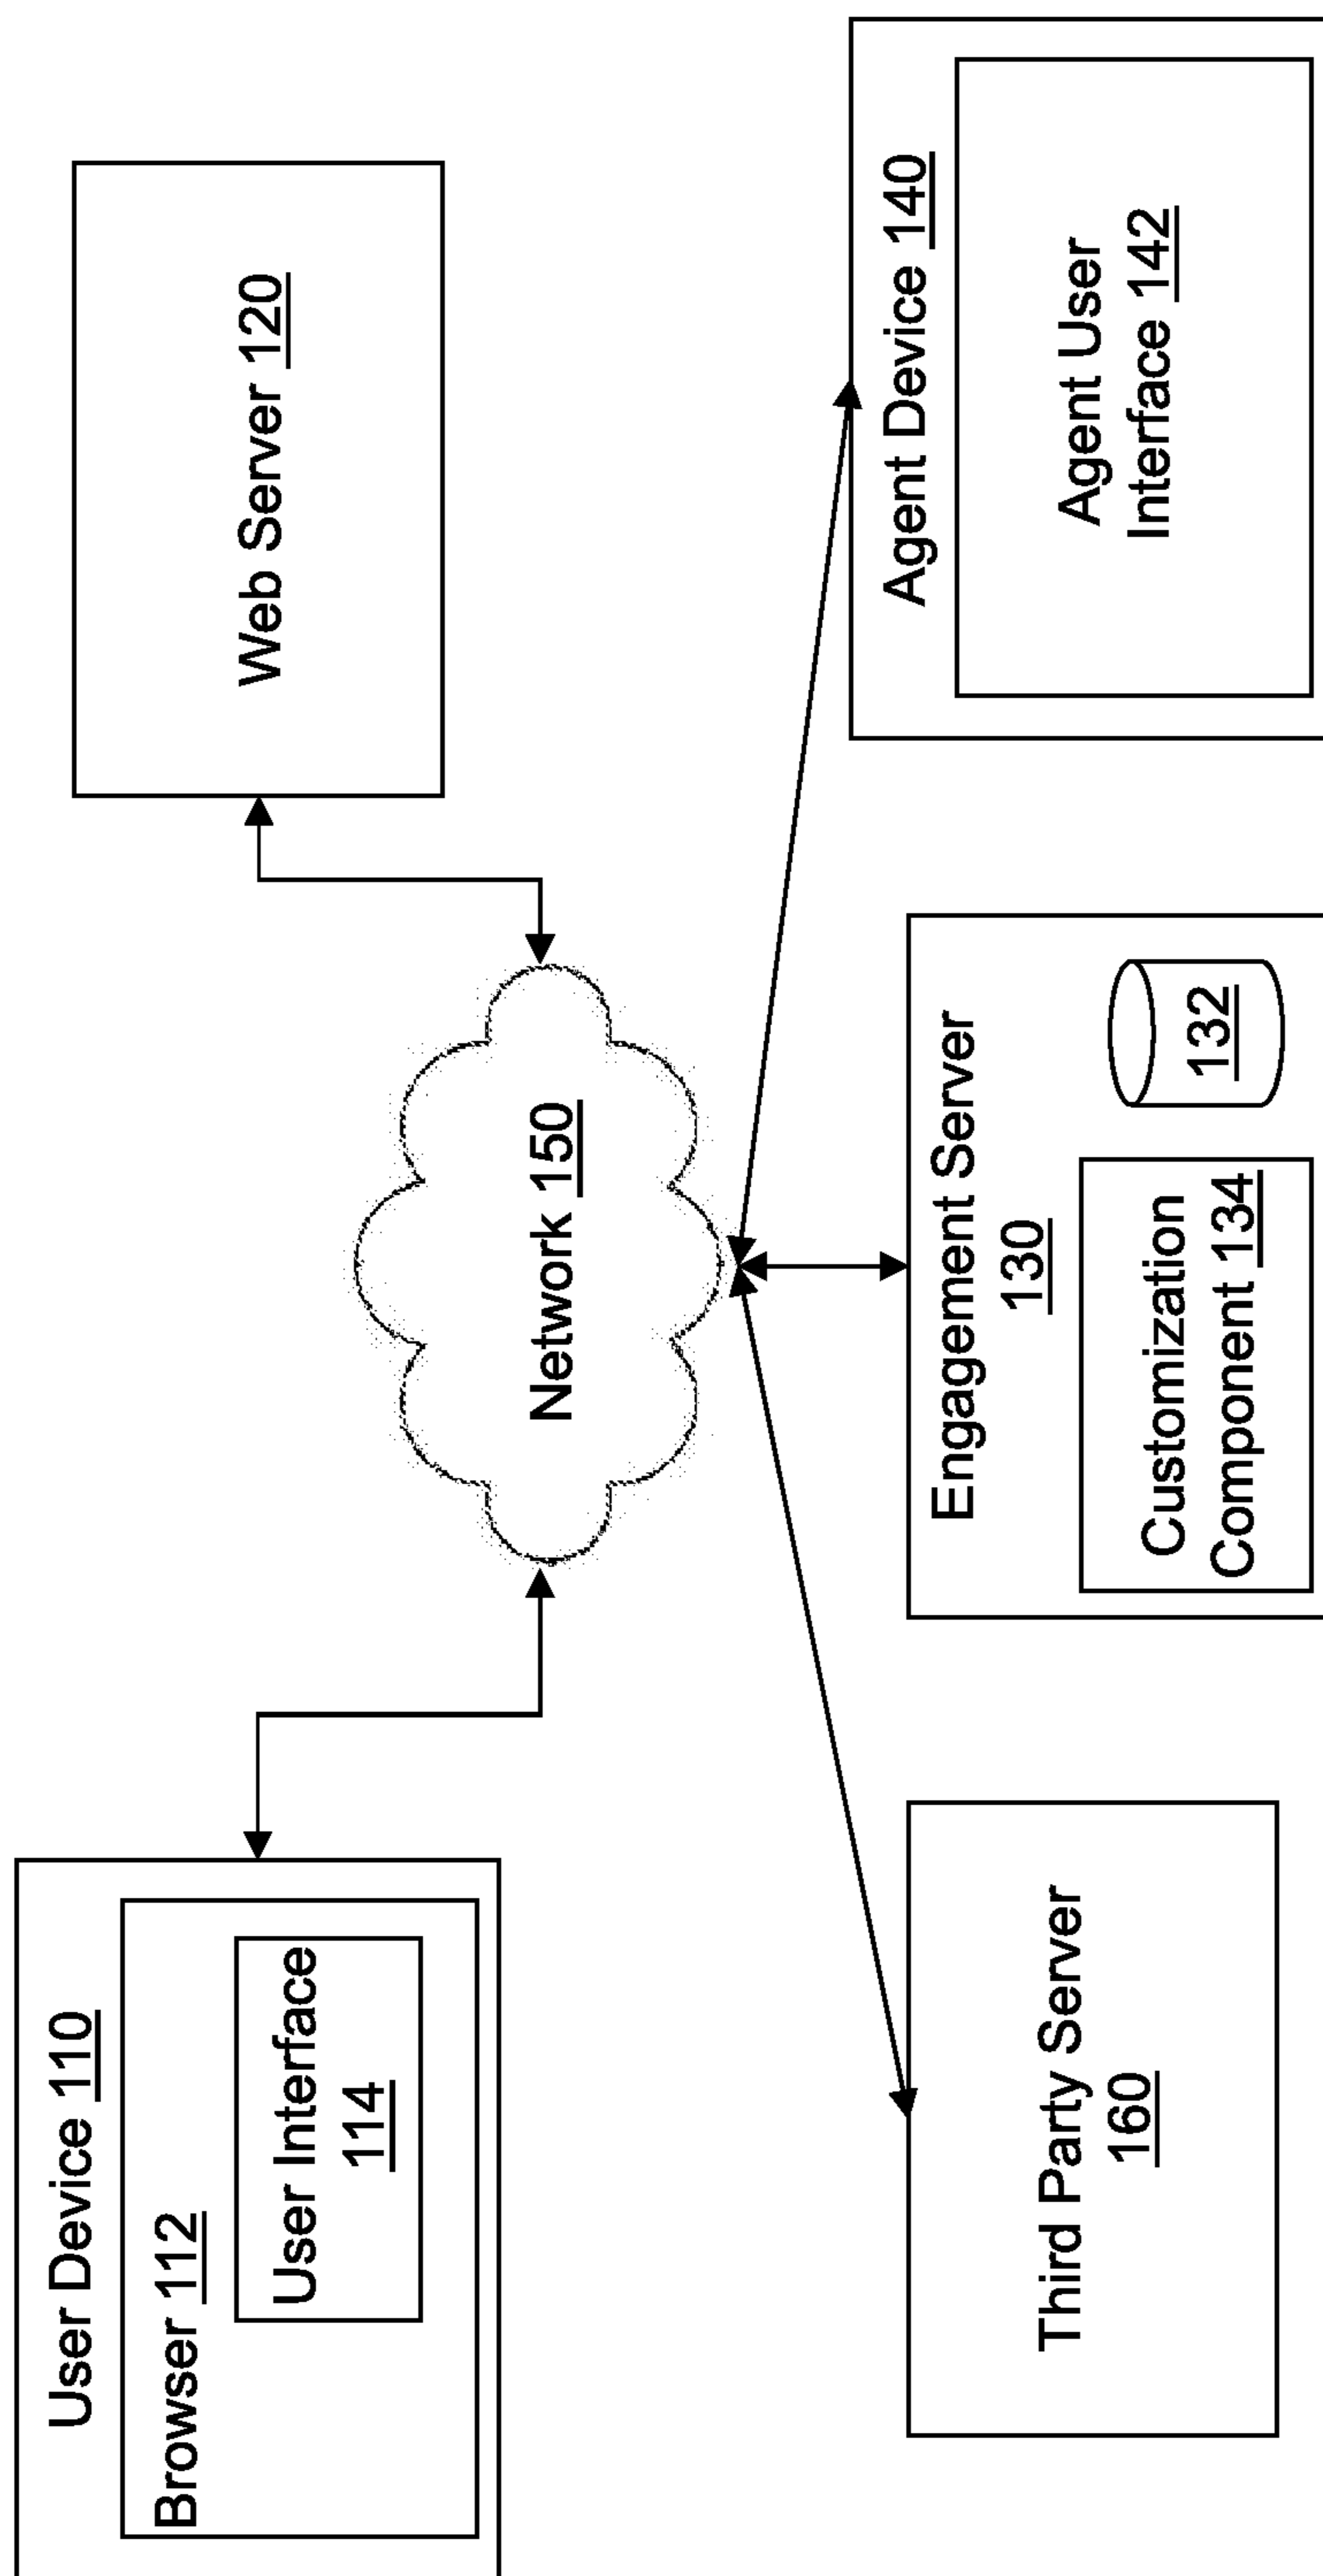 User Device 110
Browser 112
User Interface
114
Web Server 120
Network 150
Third Party Server
160
Engagement Server
130
Customization
Component 134
132
Agent Device 140
Agent User
Interface 142